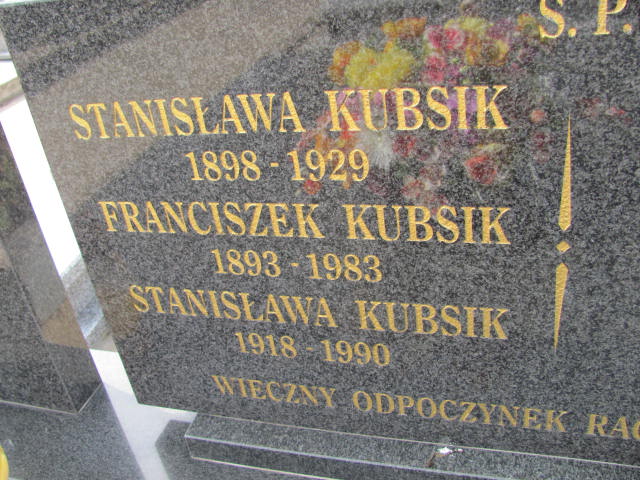 Ś. P.
STANISŁAWA KUBSIK
1898 - 1929
FRANCISZEK KUBSIK
1893 - 1983
STANISŁAWA KUBSIK
1918 - 1990
WIECZNY ODPOCZYNEK